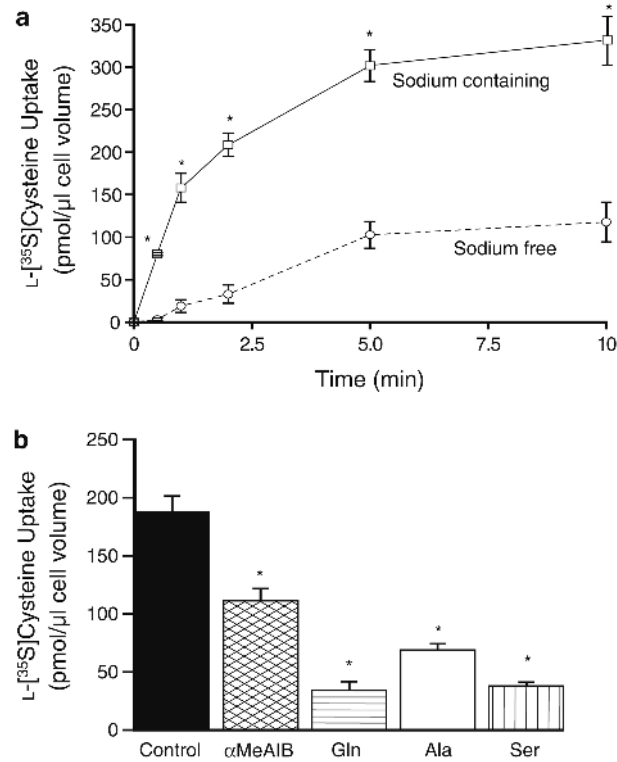 a
L-[³⁵S]Cysteine Uptake
(pmol/µl cell volume)
350
300
250
200
150
100
50
0
*
*
*
*
*
Sodium containing
Sodium free
0
2.5
5.0
7.5
10
Time (min)
b
L-[³⁵S]Cysteine Uptake
(pmol/µl cell volume)
250
200
150
100
50
0
*
*
*
*
Control αMeAIB Gln Ala Ser